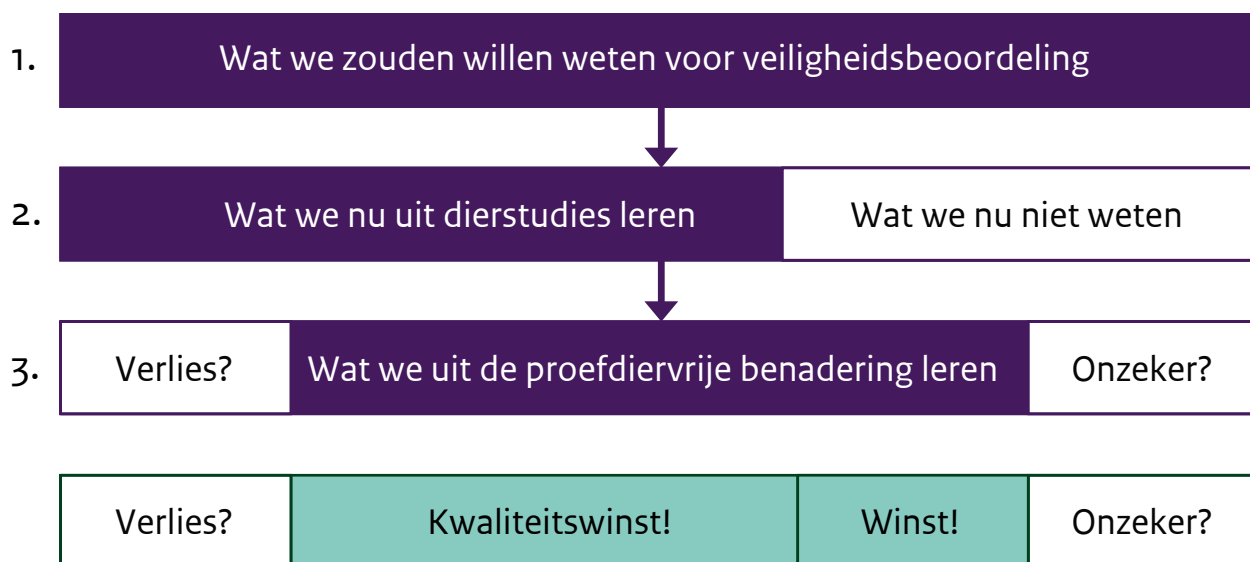 1. Wat we zouden willen weten voor veiligheidsbeoordeling
2. Wat we nu uit dierstudies leren Wat we nu niet weten
3. Verlies? Wat we uit de proefdiervrije benadering leren Onzeker?
Verlies? Kwaliteitswinst! Winst! Onzeker?